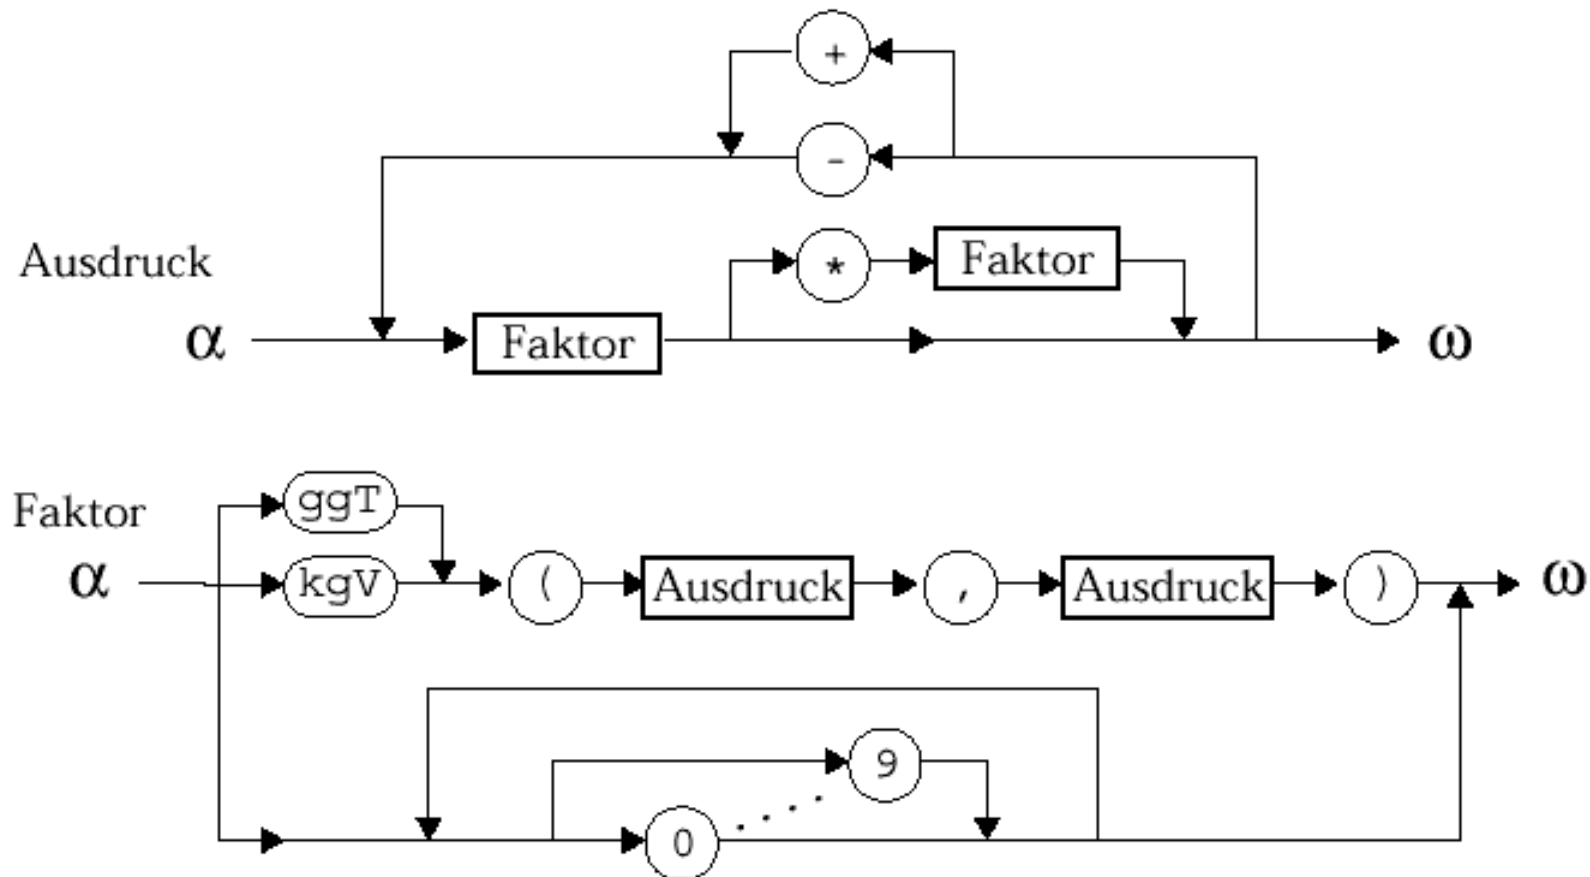 +
-
Ausdruck
* Faktor
α Faktor ω
Faktor
ggT
α kgV ( Ausdruck , Ausdruck ) ω
9
0